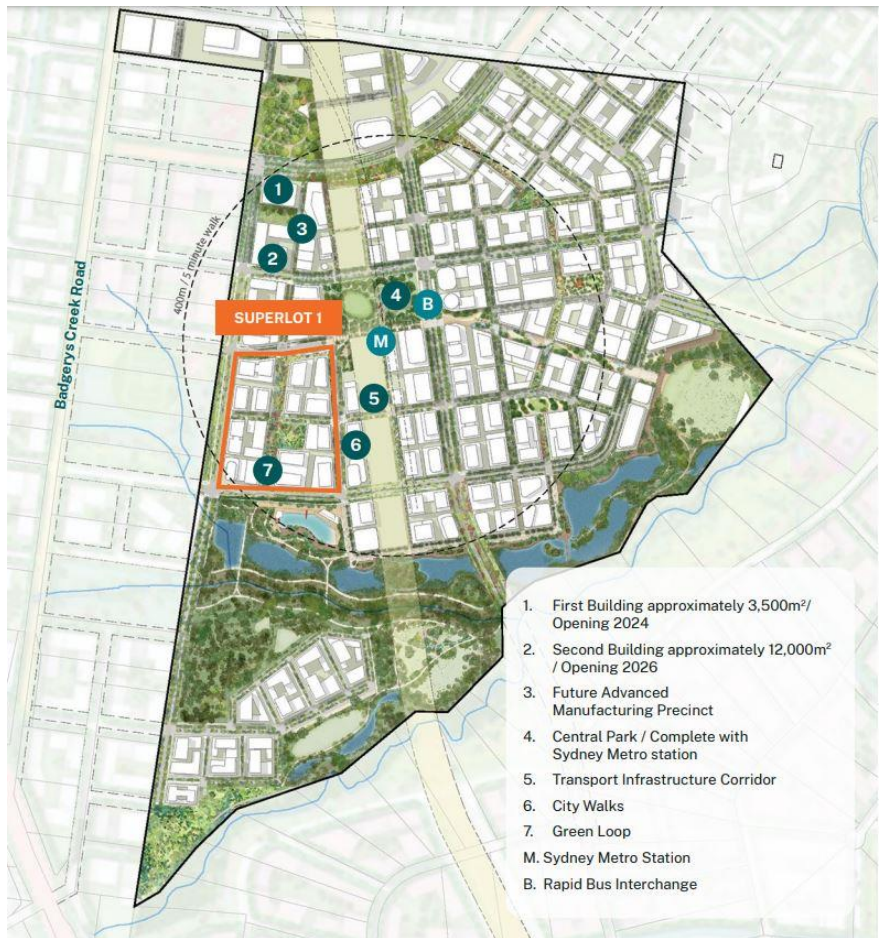 1
3
2
400m / 5 minute walk
4
B
SUPERLOT 1
M
Badgerys Creek Road
5
6
7
1. First Building approximately 3,500m²/
Opening 2024
2. Second Building approximately 12,000m²
/ Opening 2026
3. Future Advanced
Manufacturing Precinct
4. Central Park / Complete with
Sydney Metro station
5. Transport Infrastructure Corridor
6. City Walks
7. Green Loop
M. Sydney Metro Station
B. Rapid Bus Interchange